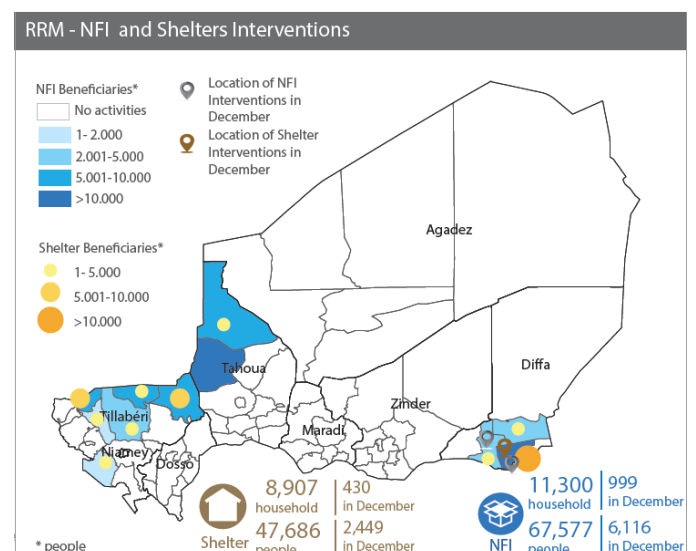 RRM - NFI and Shelters Interventions
NFI Beneficiaries*
No activities
1- 2.000
2.001-5.000
5.001-10.000
>10.000
Location of NFI
Interventions in
December
Location of Shelter
Interventions in
December
Shelter Beneficiaries*
1- 5.000
5.001-10.000
>10.000
Agadez
Diffa
Tahoua
Zinder
Maradi
Tillabéri
Niamey
Dosso
8,907
household
430
in December
47,686
people
2,449
in December
Shelter
11,300
household
999
in December
67,577
people
6,116
in December
NFI
* people